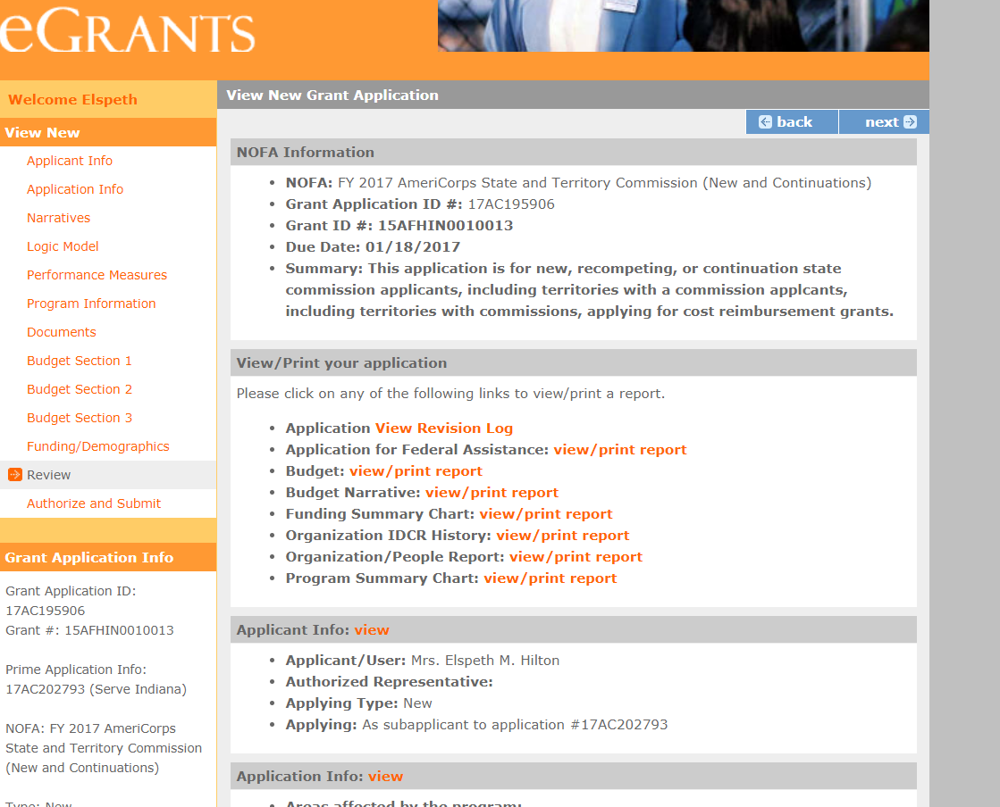 eGRANTS
Welcome Elspeth
View New
Applicant Info
Application Info
Narratives
Logic Model
Performance Measures
Program Information
Documents
Budget Section 1
Budget Section 2
Budget Section 3
Funding/Demographics
Review
Authorize and Submit
Grant Application Info
Grant Application ID:
17AC195906
Grant #: 15AFHIN0010013
Prime Application Info:
17AC202793 (Serve Indiana)
NOFA: FY 2017 AmeriCorps
State and Territory Commission
(New and Continuations)
Type: New
View New Grant Application
back
next
NOFA Information
• NOFA: FY 2017 AmeriCorps State and Territory Commission (New and Continuations)
• Grant Application ID #: 17AC195906
• Grant ID #: 15AFHIN0010013
• Due Date: 01/18/2017
• Summary: This application is for new, recompeting, or continuation state
commission applicants, including territories with a commission applcants,
including territories with commissions, applying for cost reimbursement grants.
View/Print your application
Please click on any of the following links to view/print a report.
• Application View Revision Log
• Application for Federal Assistance: view/print report
• Budget: view/print report
• Budget Narrative: view/print report
• Funding Summary Chart: view/print report
• Organization IDCR History: view/print report
• Organization/People Report: view/print report
• Program Summary Chart: view/print report
Applicant Info: view
• Applicant/User: Mrs. Elspeth M. Hilton
• Authorized Representative:
• Applying Type: New
• Applying: As subapplicant to application #17AC202793
Application Info: view
• Areas affected by the program: